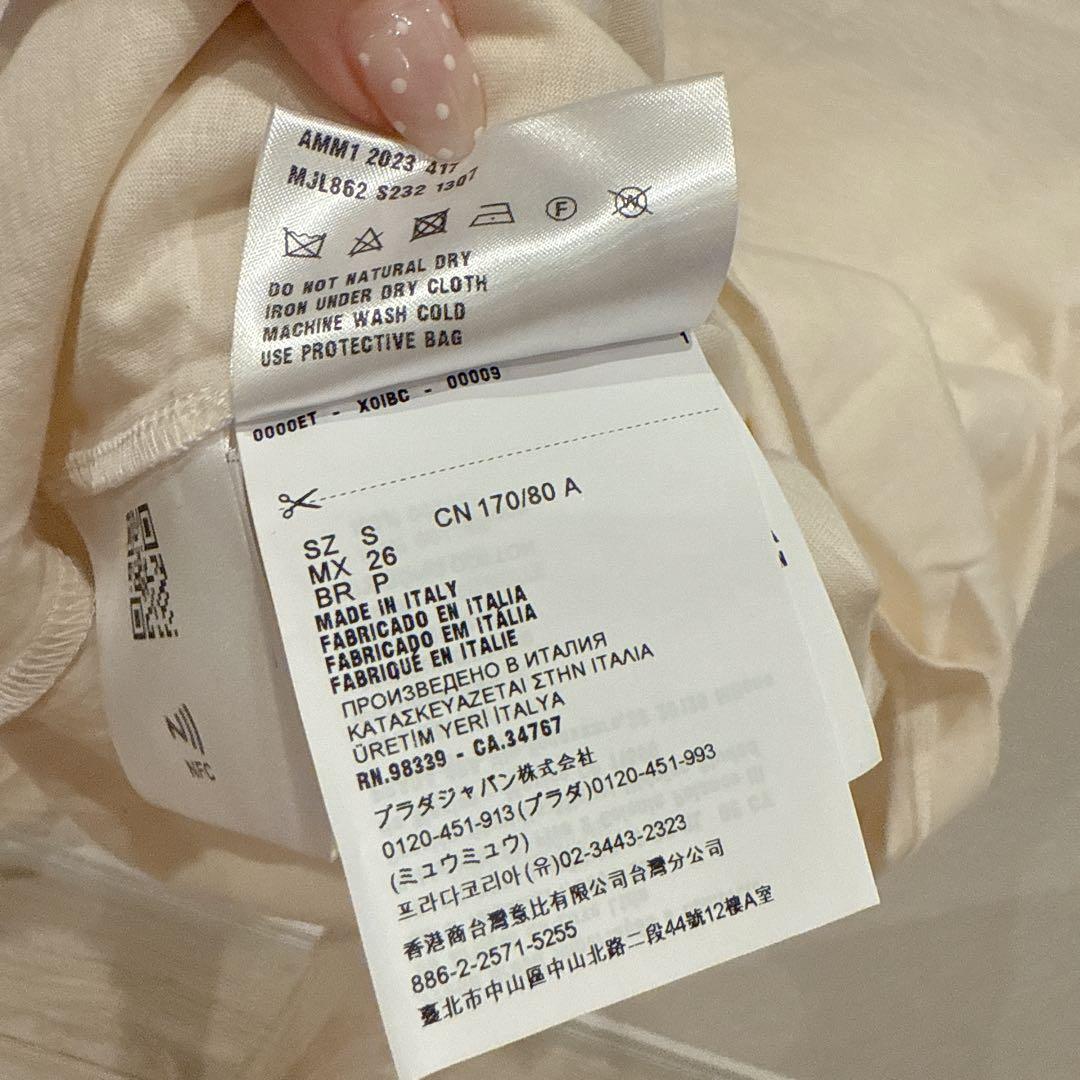 AMM1 2023 417
MJL862 S232 1307
F W
DO NOT NATURAL DRY
IRON UNDER DRY CLOTH
MACHINE WASH COLD
USE PROTECTIVE BAG
0000ET - X0IBC - 00009 1
SZ S CN 170/80 A
MX 26
BR P
MADE IN ITALY
FABRICADO EN ITALIA
FABRICADO EM ITÁLIA
FABRIQUÉ EN ITALIE
ПРОИЗВЕДЕНО В ИТАЛИЯ
ΚΑΤΑΣΚΕΥΑΖΕΤΑΙ ΣΤΗΝ ΙΤΑΛΙΑ
ÜRETİM YERİ İTALYA
RN.98339 - CA.34767
プラダジャパン株式会社
0120-451-913(プラダ)0120-451-993
(ミュウミュウ)
프라다코리아(유)02-3443-2323
香港商台灣意比有限公司台灣分公司
886-2-2571-5255
臺北市中山區中山北路二段44號12樓A室
NFC